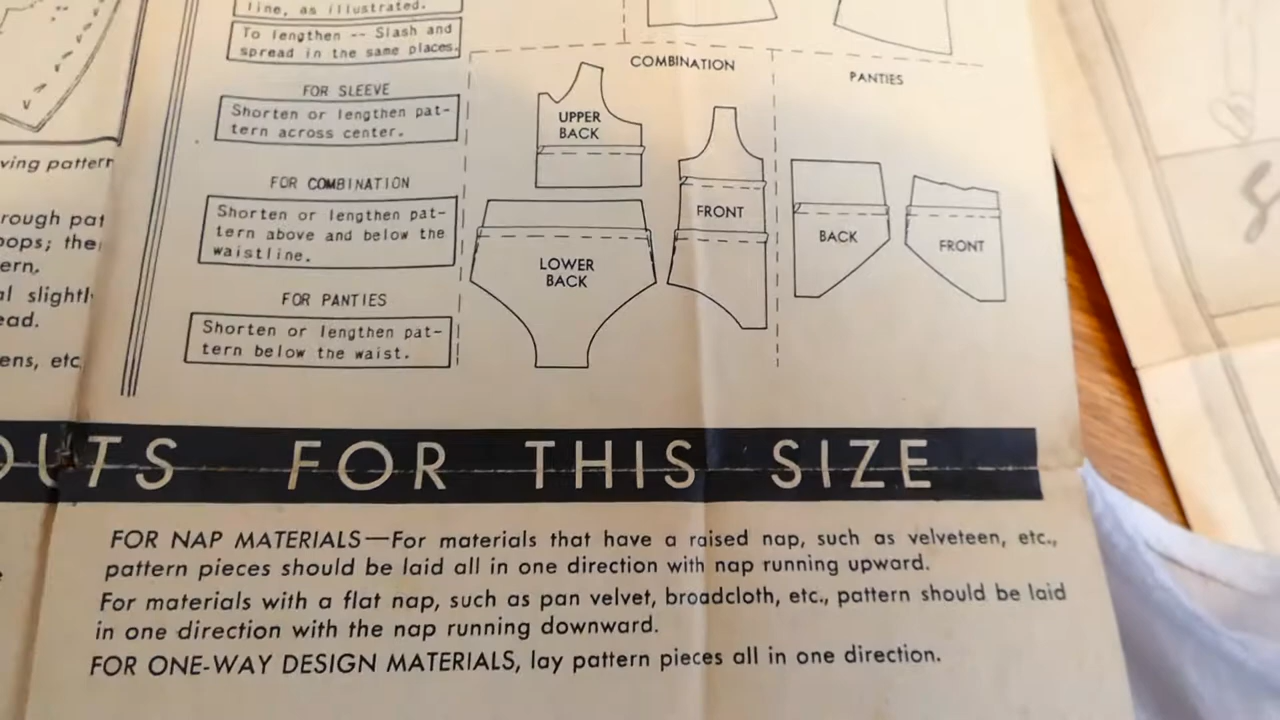 line, as illustrated.
To lengthen -- Slash and
spread in the same places.
FOR SLEEVE
Shorten or lengthen pat-
tern across center.
FOR COMBINATION
Shorten or lengthen pat-
tern above and below the
waistline.
FOR PANTIES
Shorten or lengthen pat-
tern below the waist.
COMBINATION
UPPER
BACK
FRONT
LOWER
BACK
PANTIES
BACK
FRONT
ving pattern
rough pat
oops; the
ern.
al slightl
ead.
ens, etc
OUTS FOR THIS SIZE
FOR NAP MATERIALS—For materials that have a raised nap, such as velveteen, etc.,
pattern pieces should be laid all in one direction with nap running upward.
For materials with a flat nap, such as pan velvet, broadcloth, etc., pattern should be laid
in one direction with the nap running downward.
FOR ONE-WAY DESIGN MATERIALS, lay pattern pieces all in one direction.